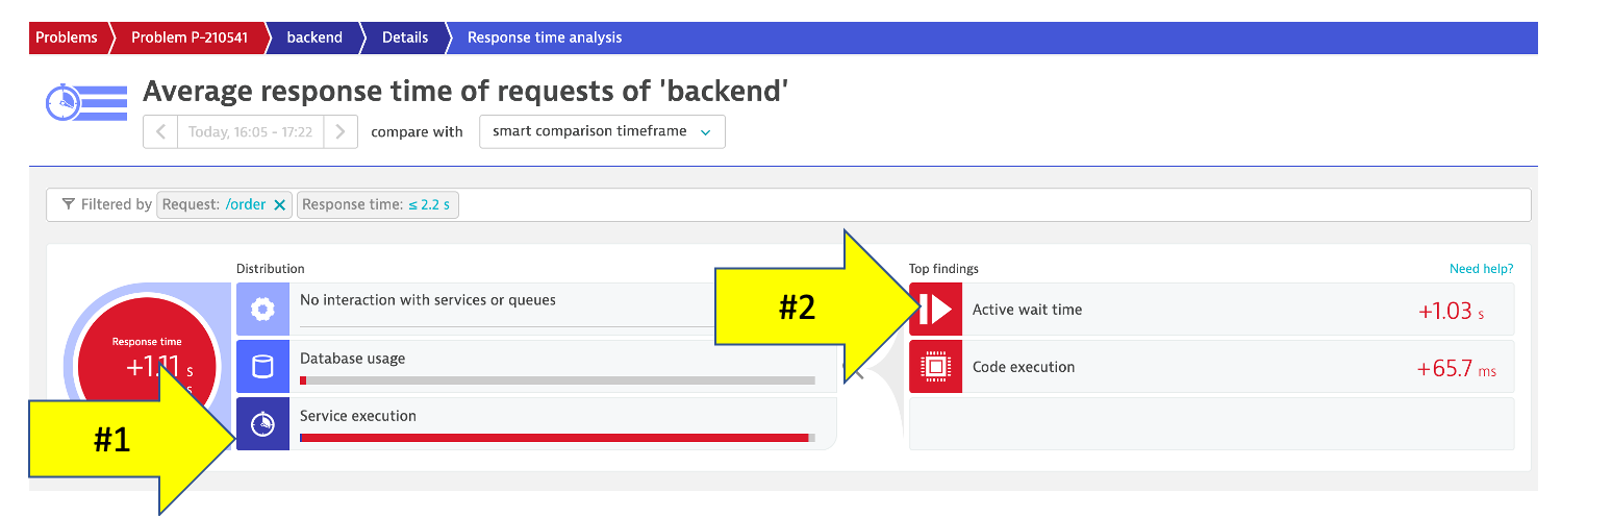 Problems Problem P-210541 backend Details Response time analysis
Average response time of requests of 'backend'
Today, 16:05 - 17:22 compare with smart comparison timeframe
Filtered by Request: /order Response time: ≤ 2.2 s
Distribution
Response time
s
s
No interaction with services or queues
Database usage
Service execution
#1
#2
Top findings Need help?
Active wait time +1.03 s
Code execution +65.7 ms